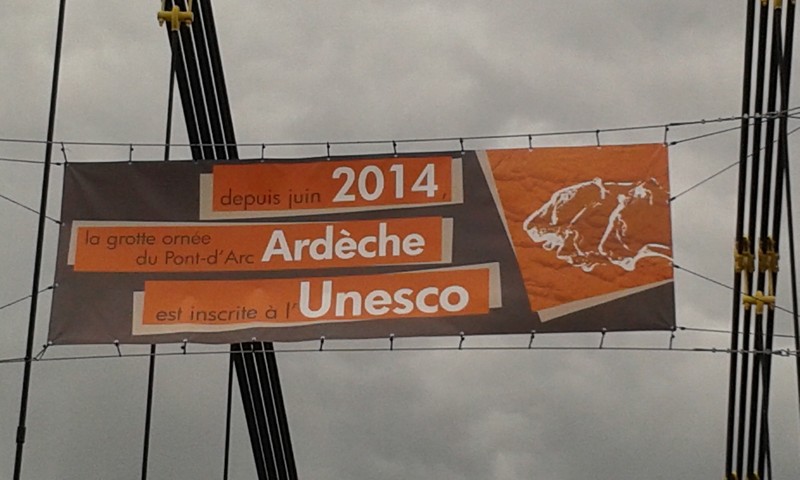 depuis juin 2014,
la grotte ornée
du Pont-d'Arc Ardèche
est inscrite à l'Unesco